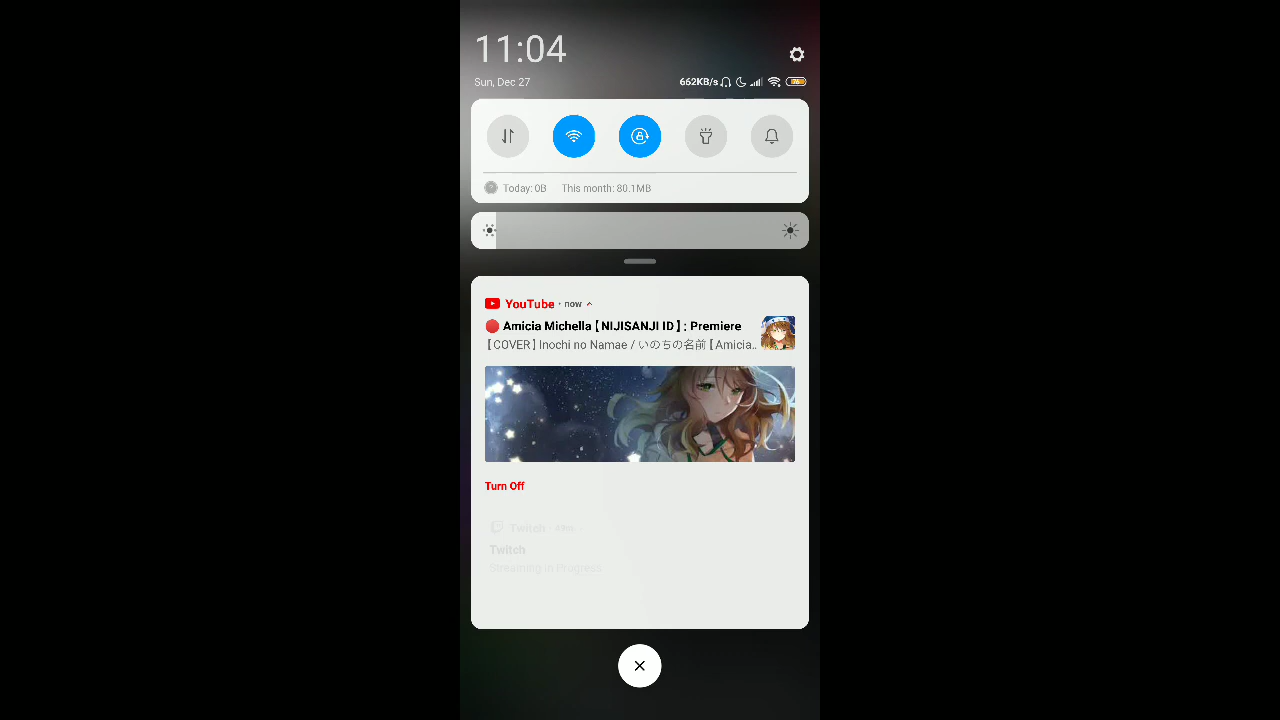 11:04
Sun, Dec 27
662KB/s
76
Today: 0B This month: 80.1MB
YouTube · now
🔴 Amicia Michella【NIJISANJI ID】: Premiere
【COVER】Inochi no Namae / いのちの名前【Amicia..
Turn Off
Twitch
Twitch
Streaming in Progress